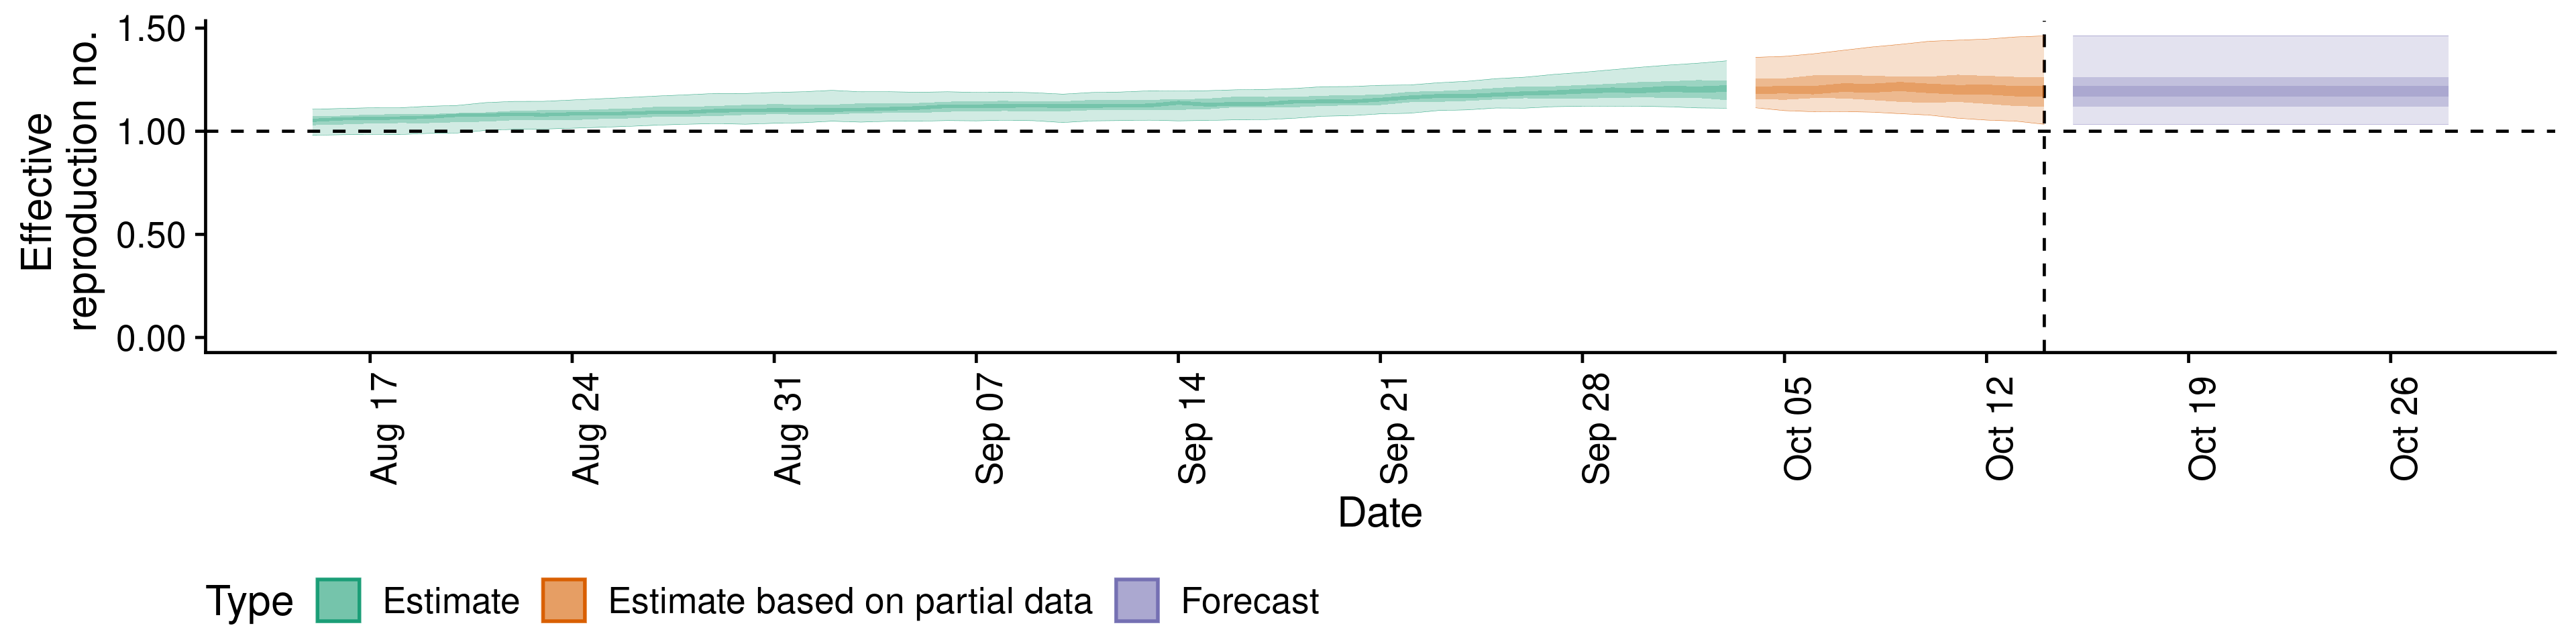 Effective
reproduction no.
1.50
1.00
0.50
0.00
Aug 17
Aug 24
Aug 31
Sep 07
Sep 14
Sep 21
Sep 28
Oct 05
Oct 12
Oct 19
Oct 26
Date
Type Estimate Estimate based on partial data Forecast